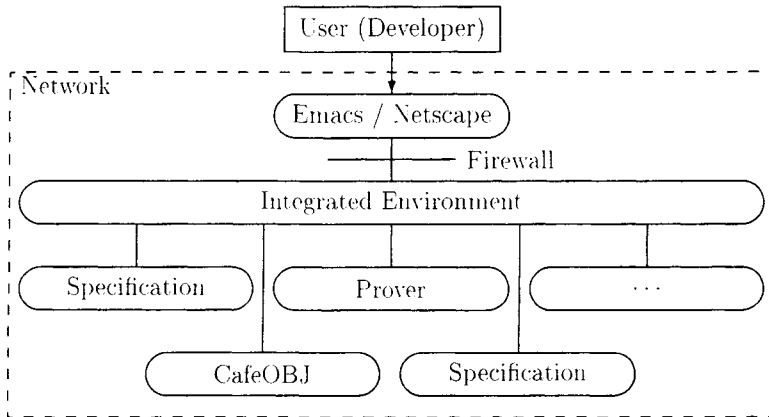 User (Developer)
Network
Emacs / Netscape
Firewall
Integrated Environment
Specification
Prover
...
CafeOBJ
Specification